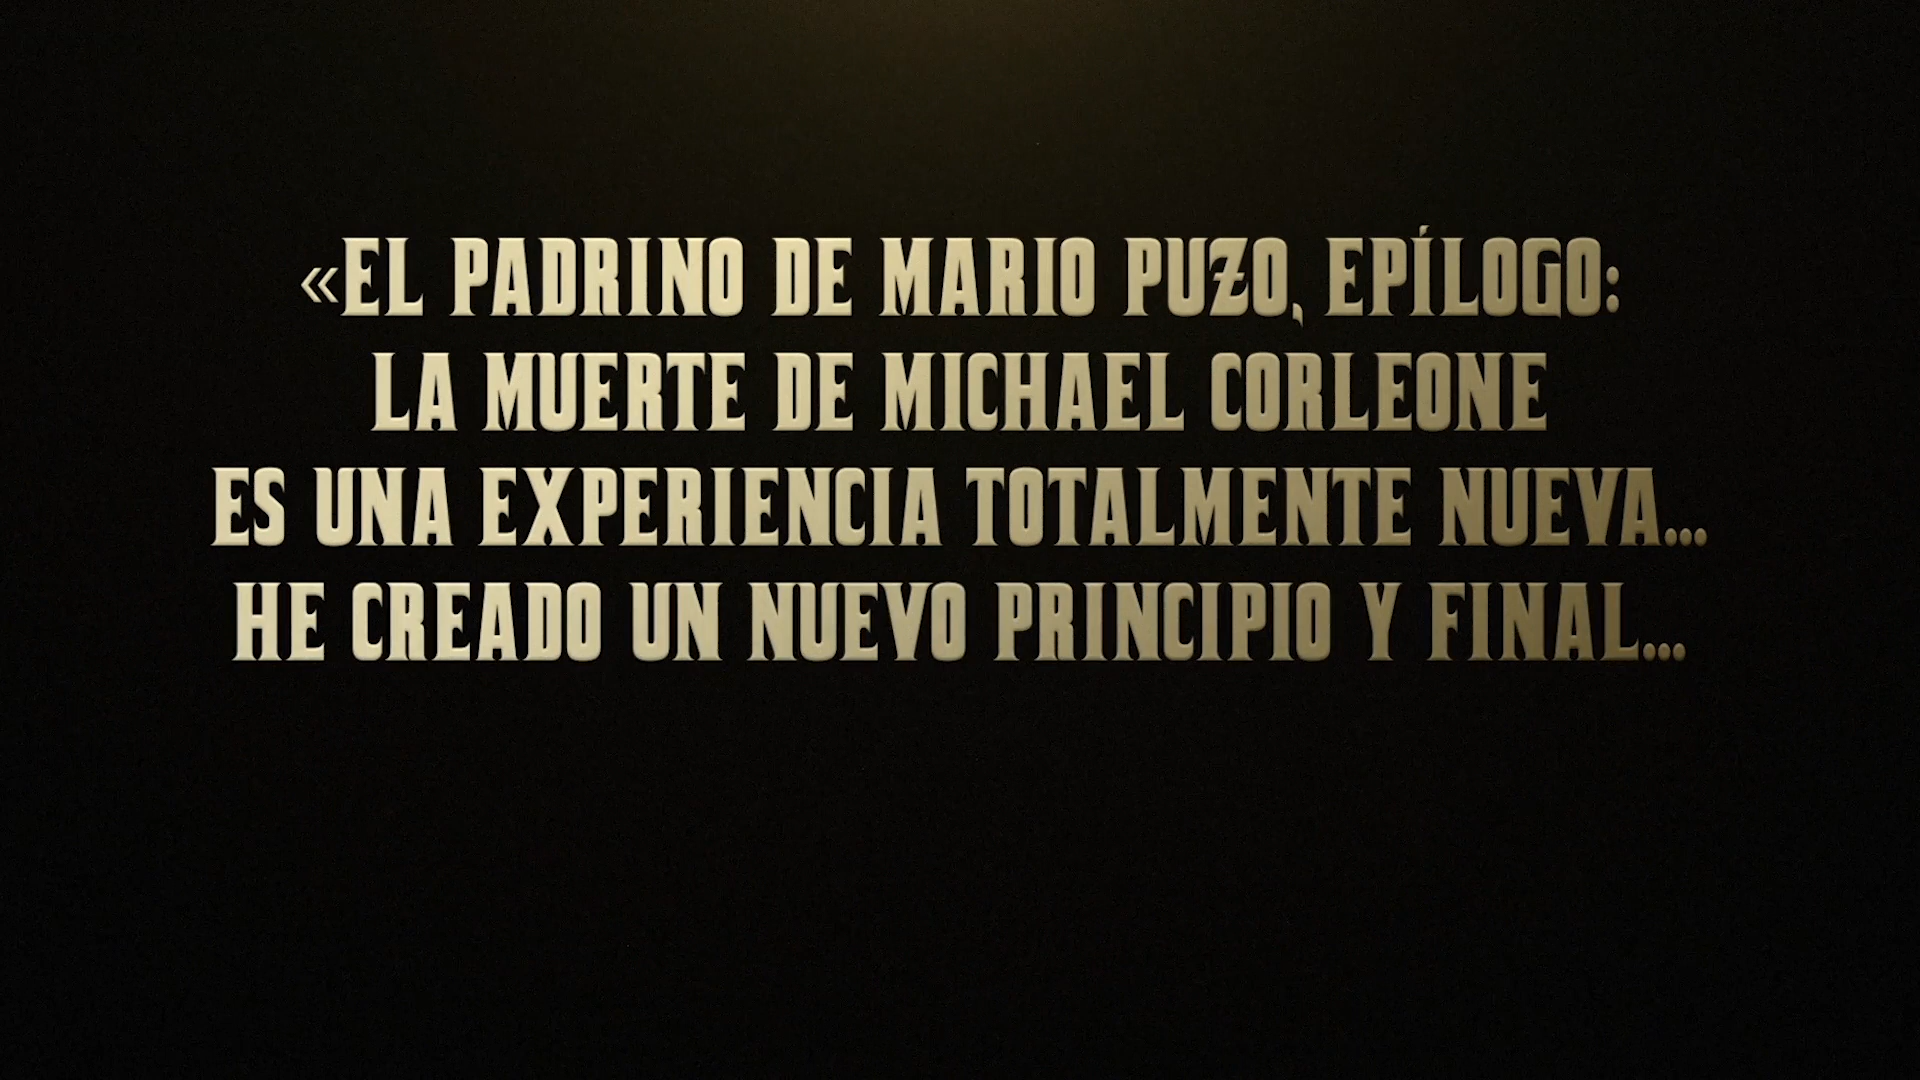 «EL PADRINO DE MARIO PUZO, EPÍLOGO:
LA MUERTE DE MICHAEL CORLEONE
ES UNA EXPERIENCIA TOTALMENTE NUEVA...
HE CREADO UN NUEVO PRINCIPIO Y FINAL...